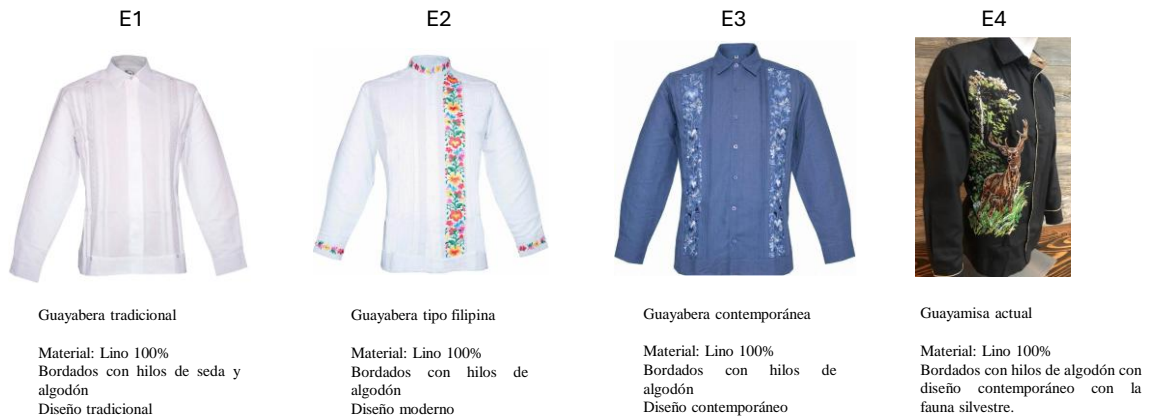 E1
E2
E3
E4
Guayabera tradicional
Material: Lino 100%
Bordados con hilos de seda y
algodón
Diseño tradicional
Guayabera tipo filipina
Material: Lino 100%
Bordados con hilos de
algodón
Diseño moderno
Guayabera contemporánea
Material: Lino 100%
Bordados con hilos de
algodón
Diseño contemporáneo
Guayamisa actual
Material: Lino 100%
Bordados con hilos de algodón con
diseño contemporáneo con la
fauna silvestre.